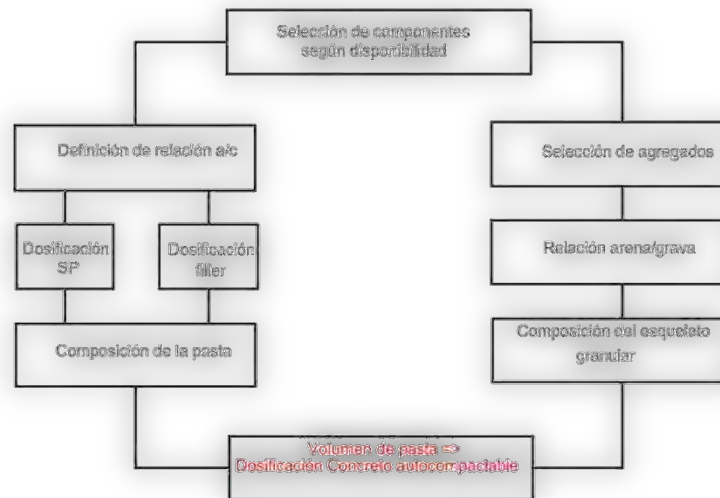 Selección de componentes
según disponibilidad
Definición de relación a/c
Selección de agregados
Dosificación
SP
Dosificación
filler
Relación arena/grava
Composición de la pasta
Composición del esqueleto
granular
Volumen de pasta =>
Dosificación Concreto autocompactable